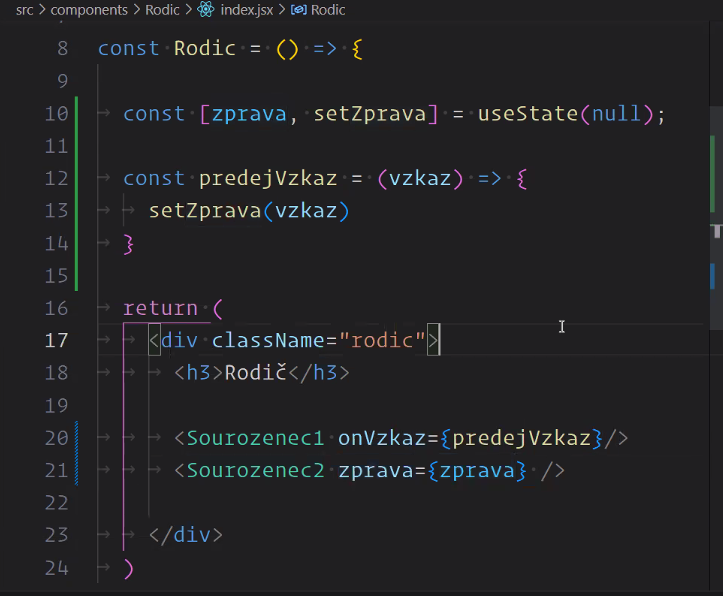 src > components > Rodic > index.jsx > Rodic
8 const Rodic = () => {
9
10 const [zprava, setZprava] = useState(null);
11
12 const predejVzkaz = (vzkaz) => {
13 setZprava(vzkaz)
14 }
15
16 return (
17 <div className="rodic">
18 <h3>Rodič</h3>
19
20 <Sourozenec1 onVzkaz={predejVzkaz}/>
21 <Sourozenec2 zprava={zprava} />
22
23 </div>
24 )